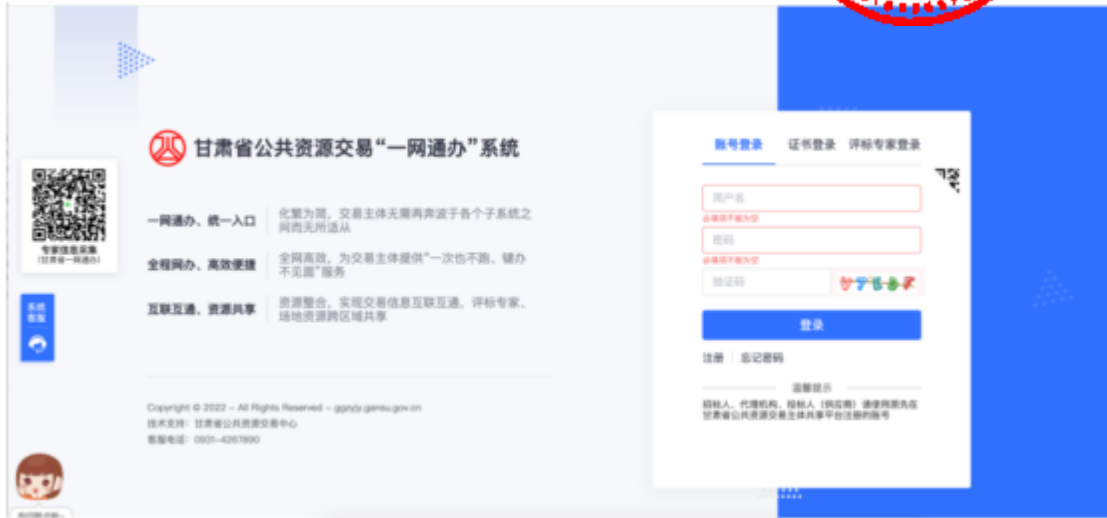 甘肃省公共资源交易“一网通办”系统
一网通办、统一入口
化繁为简，交易主体无需再奔波于各个子系统之
间而无所适从
全程网办、高效便捷
全网高效，为交易主体提供“一次也不跑、键办
不见面”服务
互联互通、资源共享
资源整合，实现交易信息互联互通，评标专家、
场地资源跨区域共享
Copyright © 2022 - All Rights Reserved - ggzyjy.gansu.gov.cn
技术支持：甘肃省公共资源交易中心
客服电话：0931-4267890
专家信息采集
(甘肃省一网通办)
系统
客服
账号登录 证书登录 评标专家登录
用户名
必填项不能为空
密码
必填项不能为空
验证码
登录
注册 忘记密码
温馨提示
招标人、代理机构、投标人（供应商）请使用原先在
甘肃省公共资源交易主体共享平台注册的账号